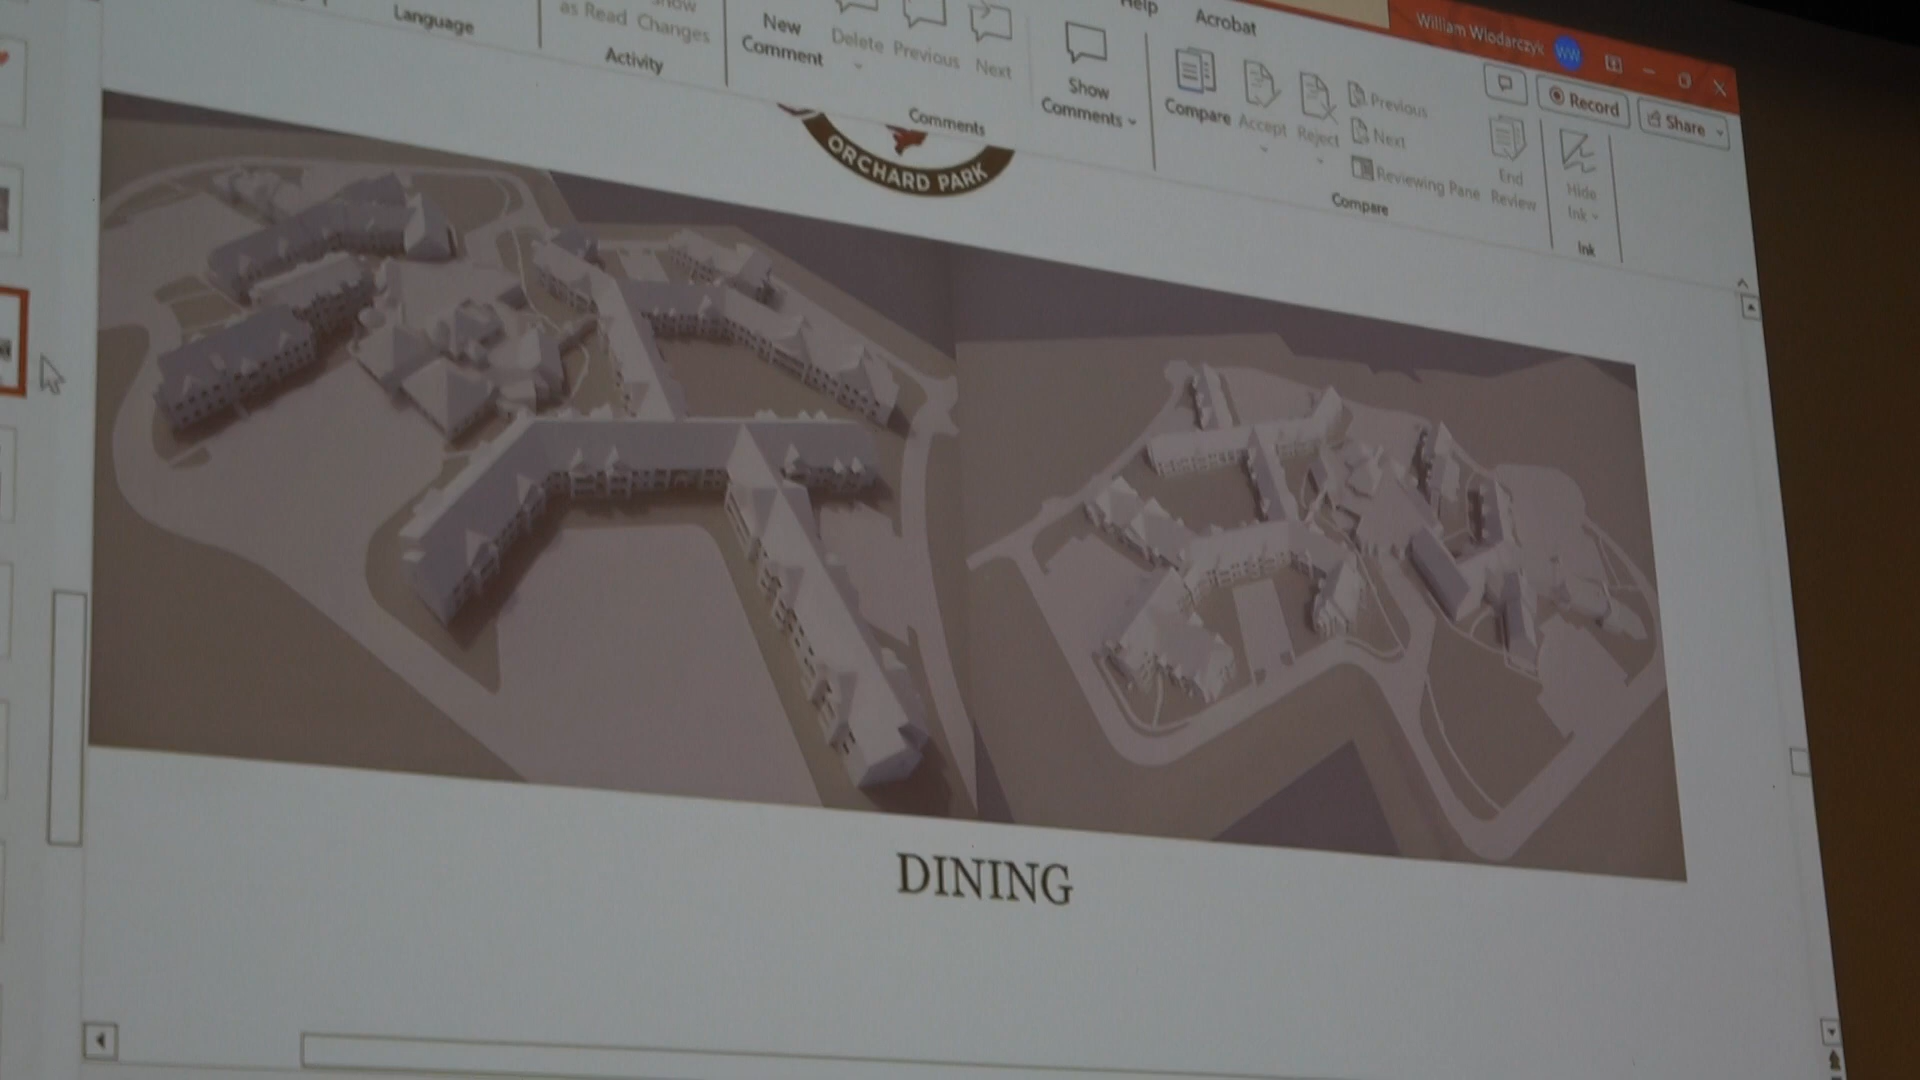 Language
as Read
Show
Changes
Activity
New
Comment
Delete
Previous
Next
Comments
Show
Comments
Help
Acrobat
Compare
Accept
Reject
Previous
Next
Reviewing Pane
Compare
End
Review
Hide
Ink
Ink
William Wlodarczyk
WW
Record
Share
ORCHARD PARK
DINING